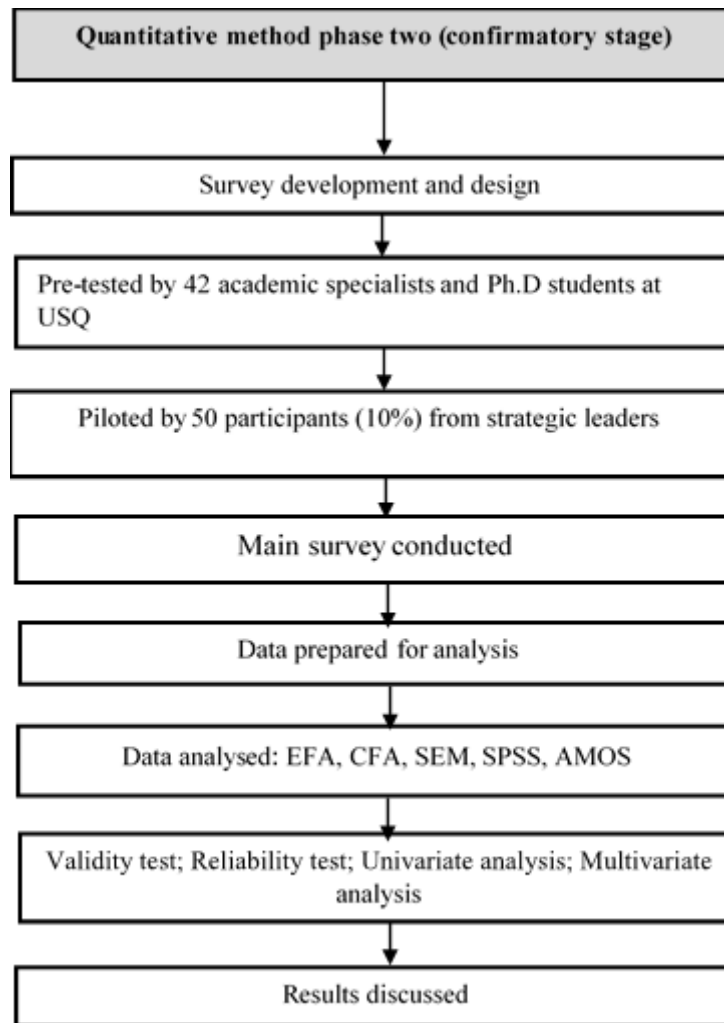 Quantitative method phase two (confirmatory stage)
Survey development and design
Pre-tested by 42 academic specialists and Ph.D students at
USQ
Piloted by 50 participants (10%) from strategic leaders
Main survey conducted
Data prepared for analysis
Data analysed: EFA, CFA, SEM, SPSS, AMOS
Validity test; Reliability test; Univariate analysis; Multivariate
analysis
Results discussed